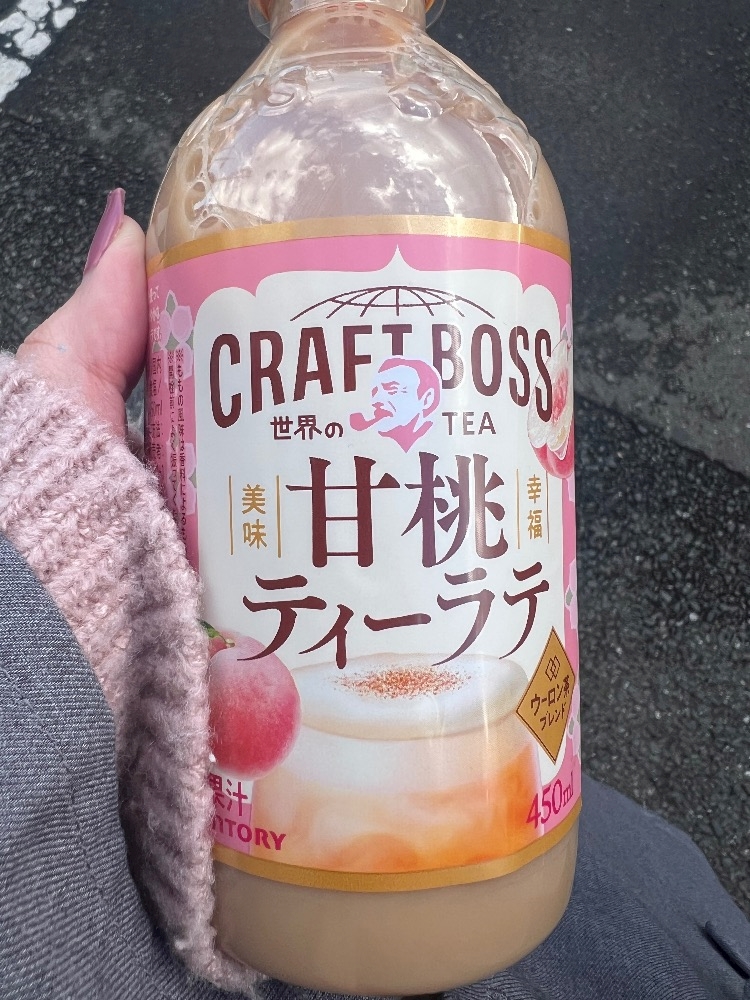 CRAFT BOSS
世界の TEA
美味
甘桃
幸福
ティーラテ
ウーロン茶
ブレンド
果汁
SUNTORY
450ml